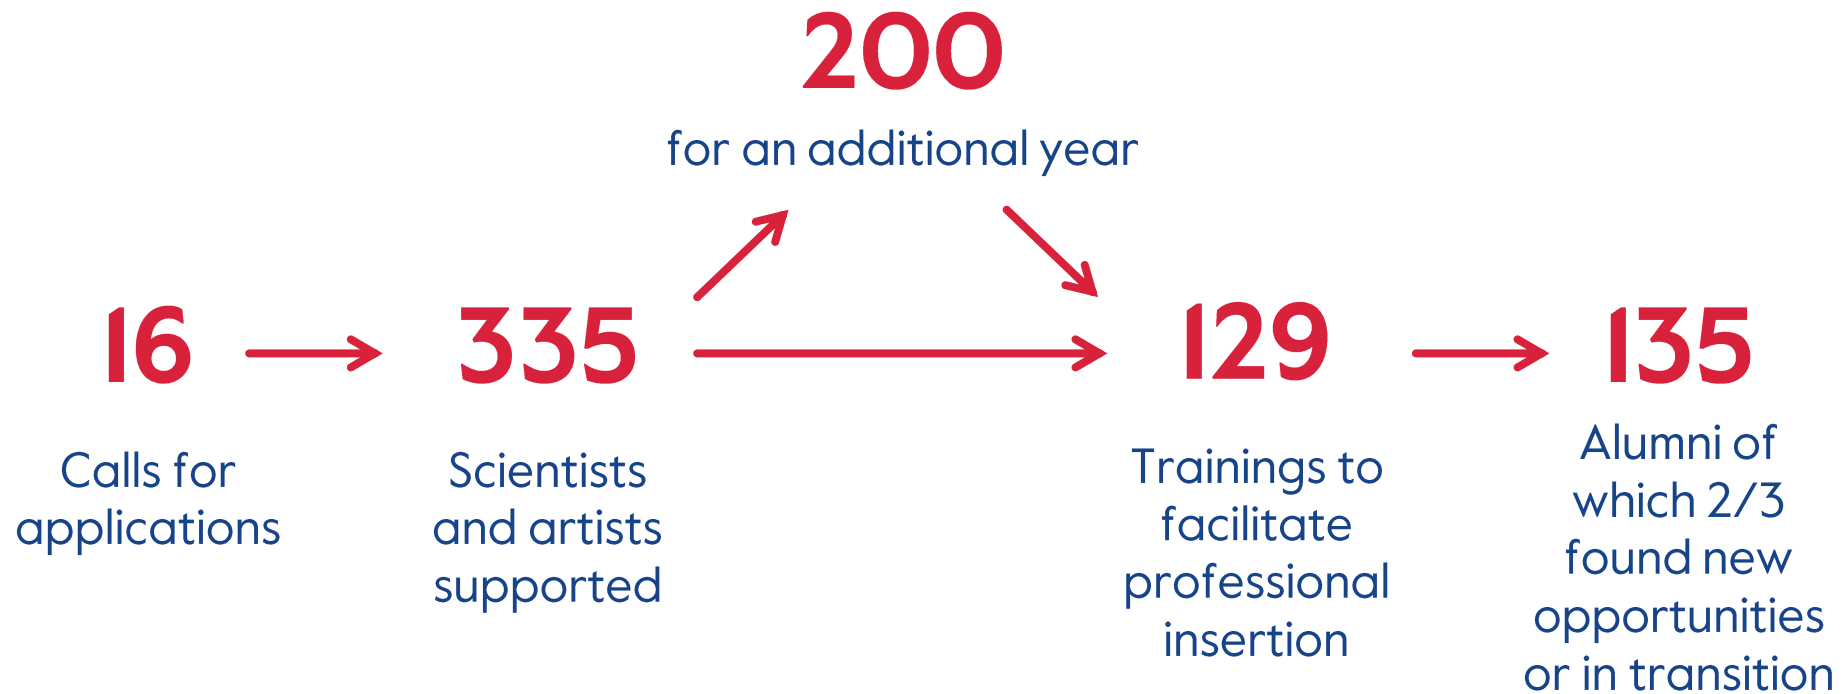 200
for an additional year
16
Calls for
applications
335
Scientists
and artists
supported
129
Trainings to
facilitate
professional
insertion
135
Alumni of
which 2/3
found new
opportunities
or in transition